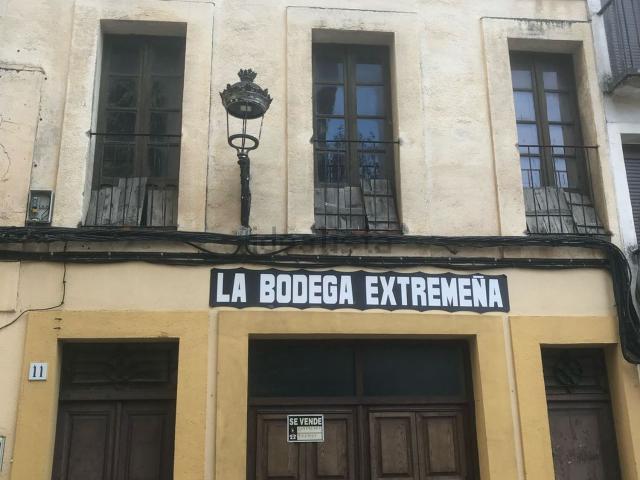 LA BODEGA EXTREMEÑA
11
SE VENDE